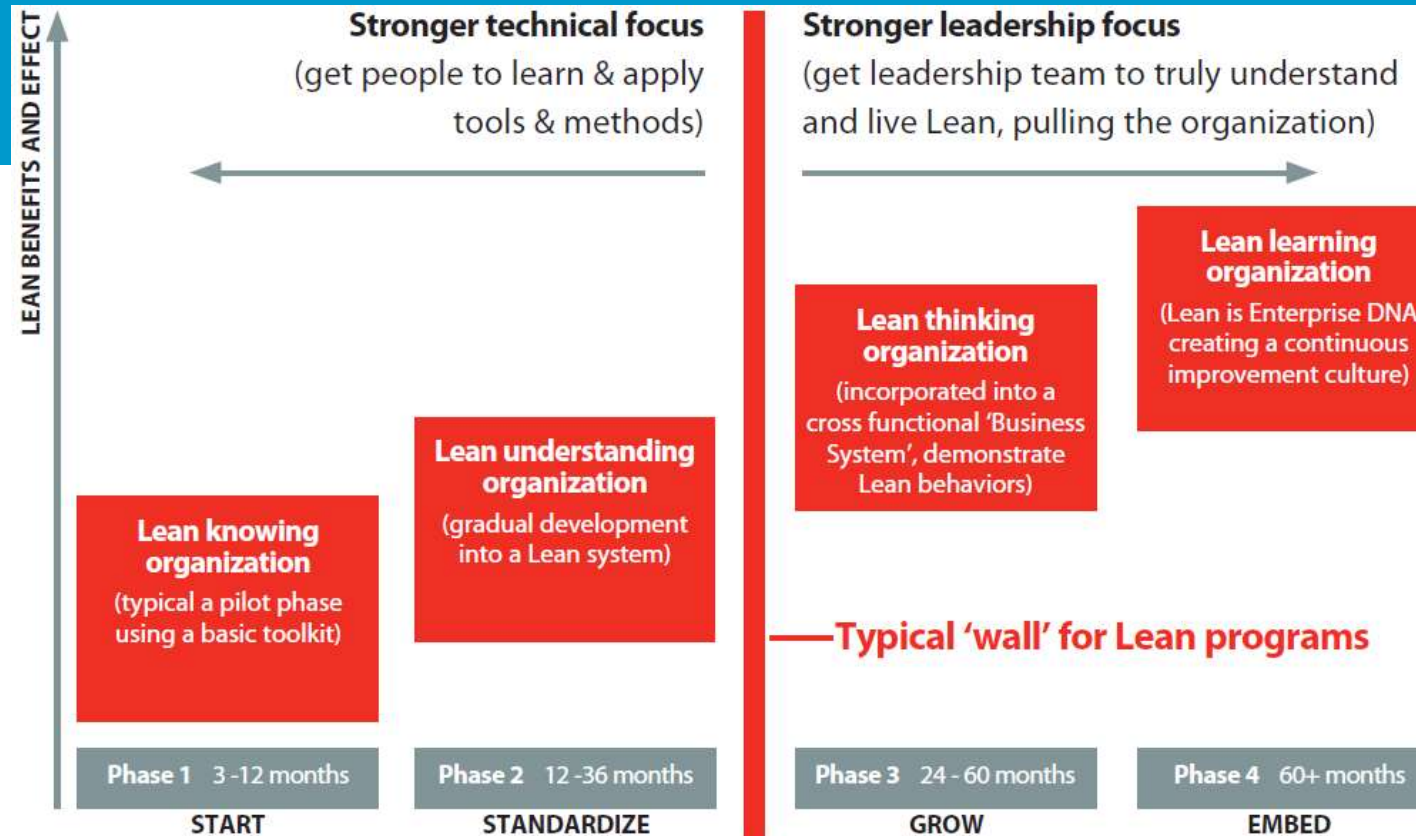 LEAN BENEFITS AND EFFECT
Stronger technical focus
(get people to learn & apply
tools & methods)
Stronger leadership focus
(get leadership team to truly understand
and live Lean, pulling the organization)
Lean knowing
organization
(typical a pilot phase
using a basic toolkit)
Lean understanding
organization
(gradual development
into a Lean system)
Lean thinking
organization
(incorporated into a
cross functional ‘Business
System’, demonstrate
Lean behaviors)
Lean learning
organization
(Lean is Enterprise DNA
creating a continuous
improvement culture)
Typical ‘wall’ for Lean programs
Phase 1 3 -12 months
Phase 2 12 -36 months
Phase 3 24 - 60 months
Phase 4 60+ months
START
STANDARDIZE
GROW
EMBED